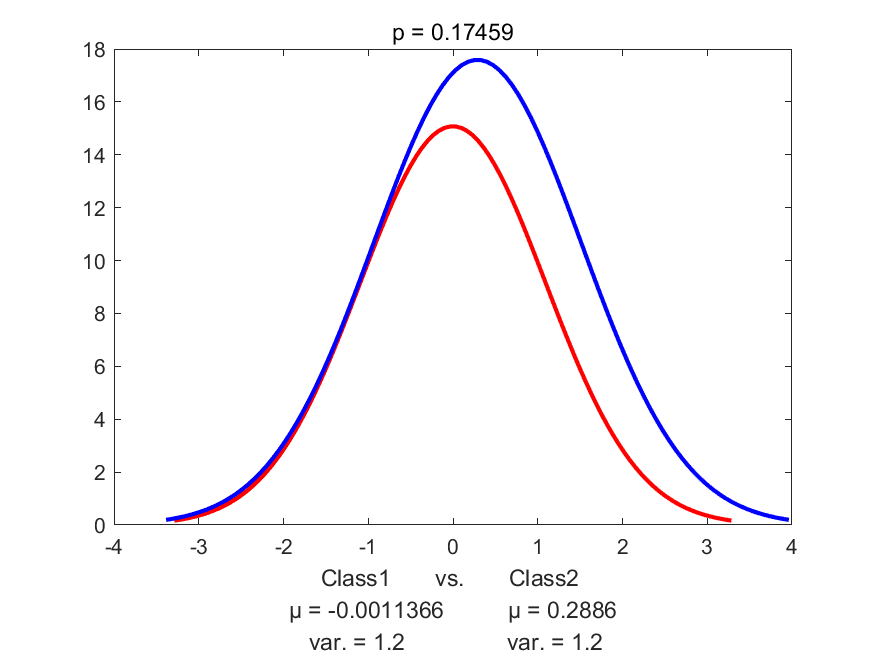 p = 0.17459
18
16
14
12
10
8
6
4
2
0
-4 -3 -2 -1 0 1 2 3 4
Class1 vs. Class2
μ = -0.0011366 μ = 0.2886
var. = 1.2 var. = 1.2